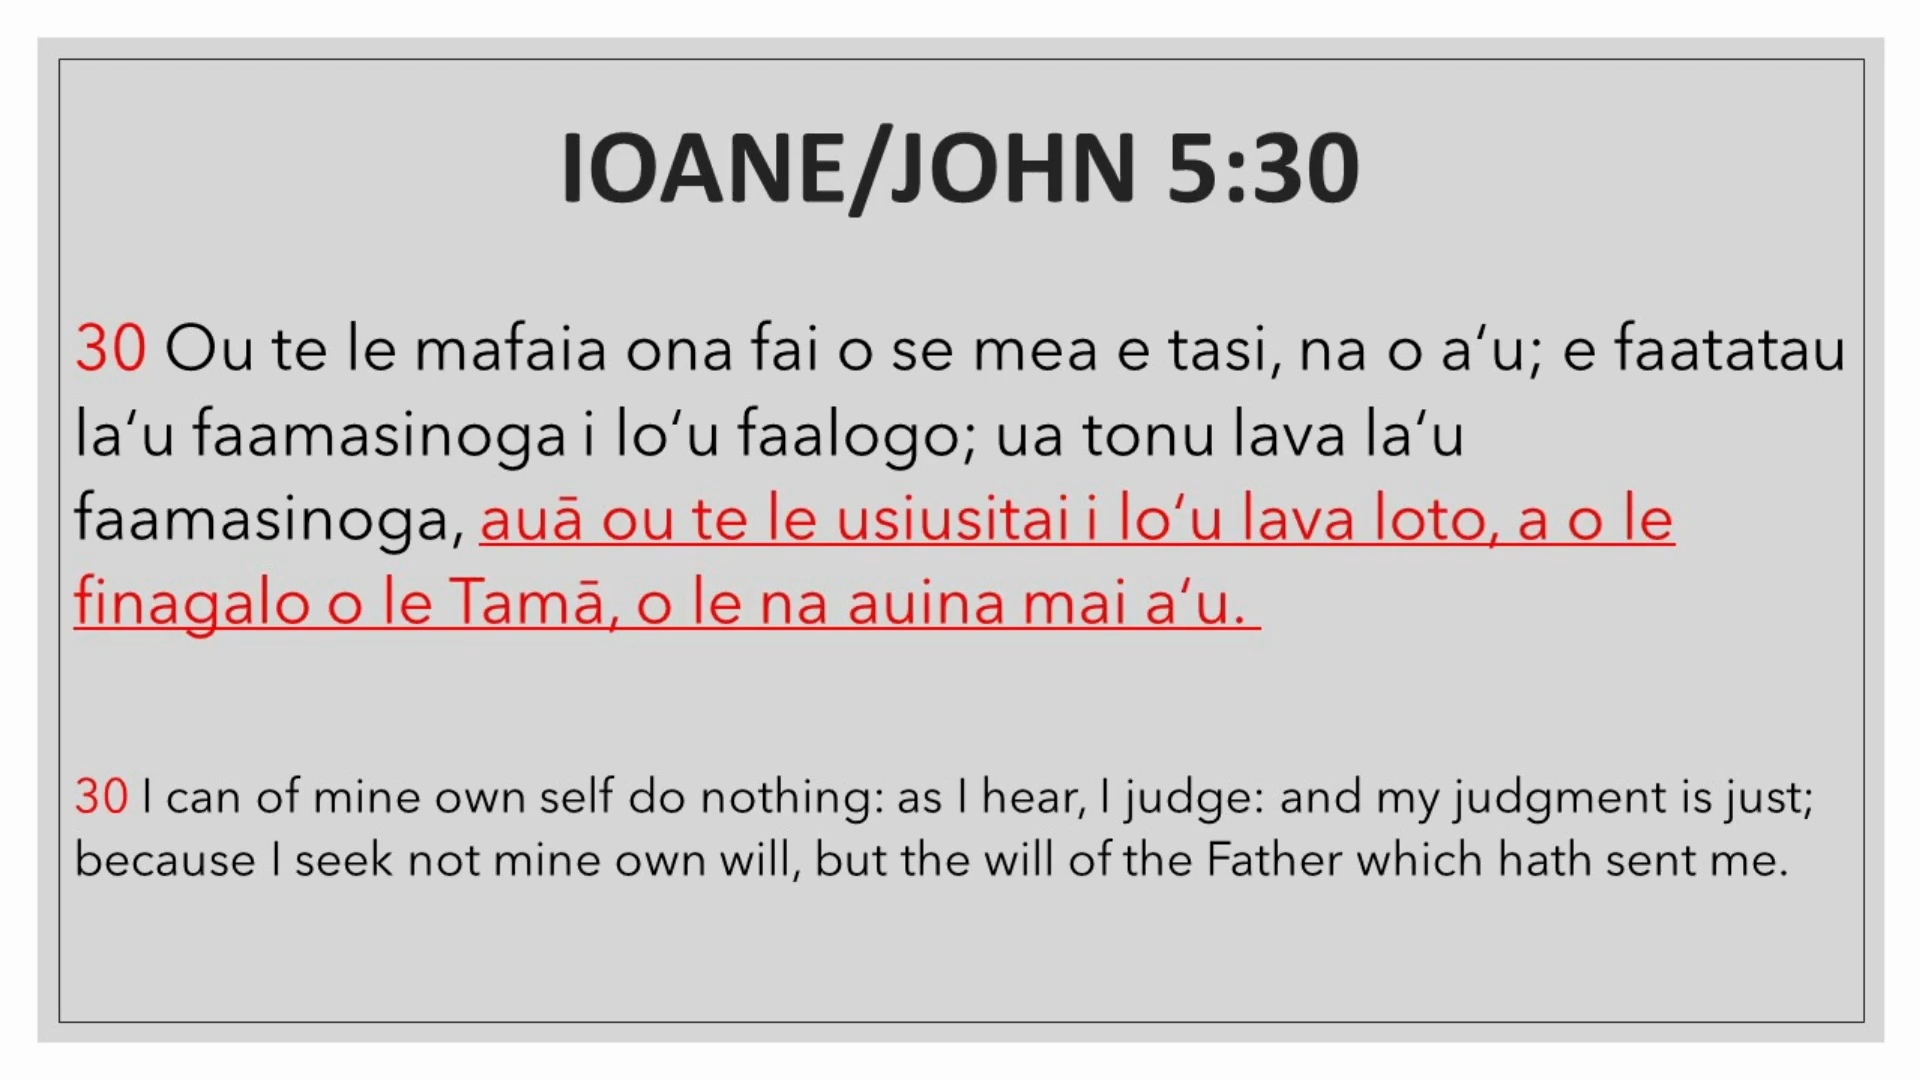 IOANE/JOHN 5:30
30 Ou te le mafaia ona fai o se mea e tasi, na o a‘u; e faatatau
la‘u faamasinoga i lo‘u faalogo; ua tonu lava la‘u
faamasinoga, auā ou te le usiusitai i lo‘u lava loto, a o le
finagalo o le Tamā, o le na auina mai a‘u.
30 I can of mine own self do nothing: as I hear, I judge: and my judgment is just;
because I seek not mine own will, but the will of the Father which hath sent me.